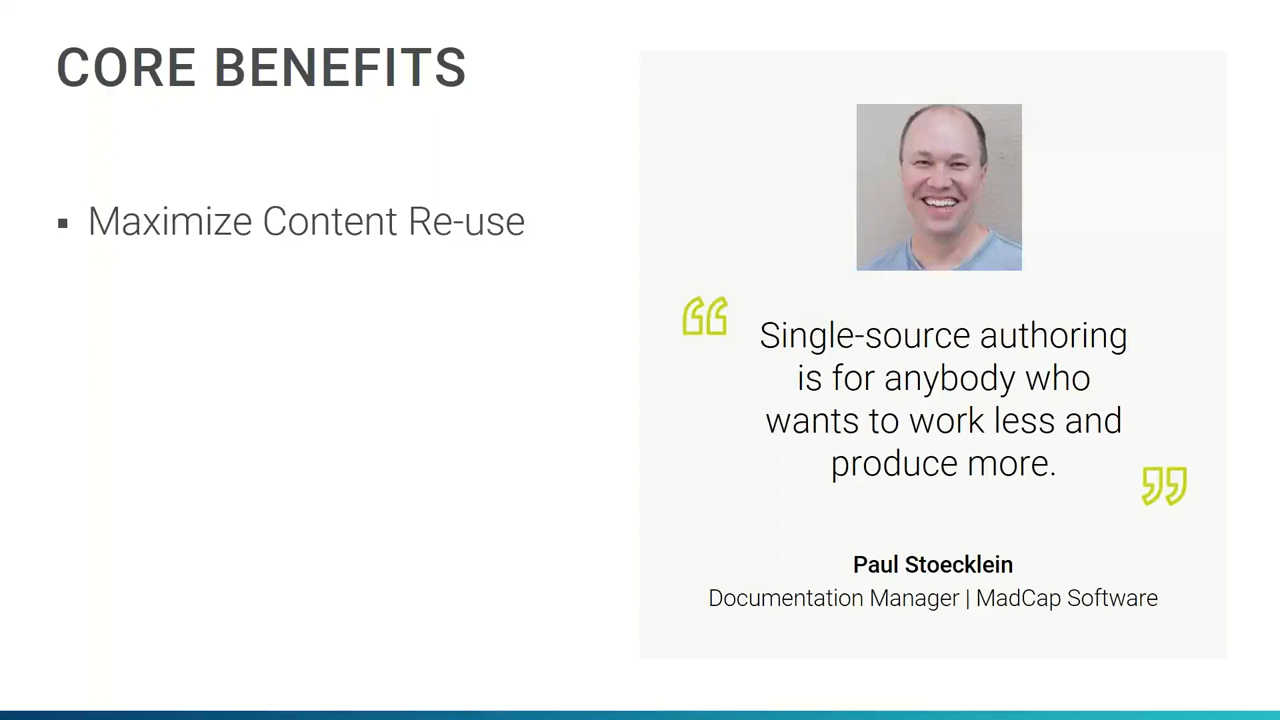 CORE BENEFITS
▪ Maximize Content Re-use
“
Single-source authoring
is for anybody who
wants to work less and
produce more.
”
Paul Stoecklein
Documentation Manager | MadCap Software